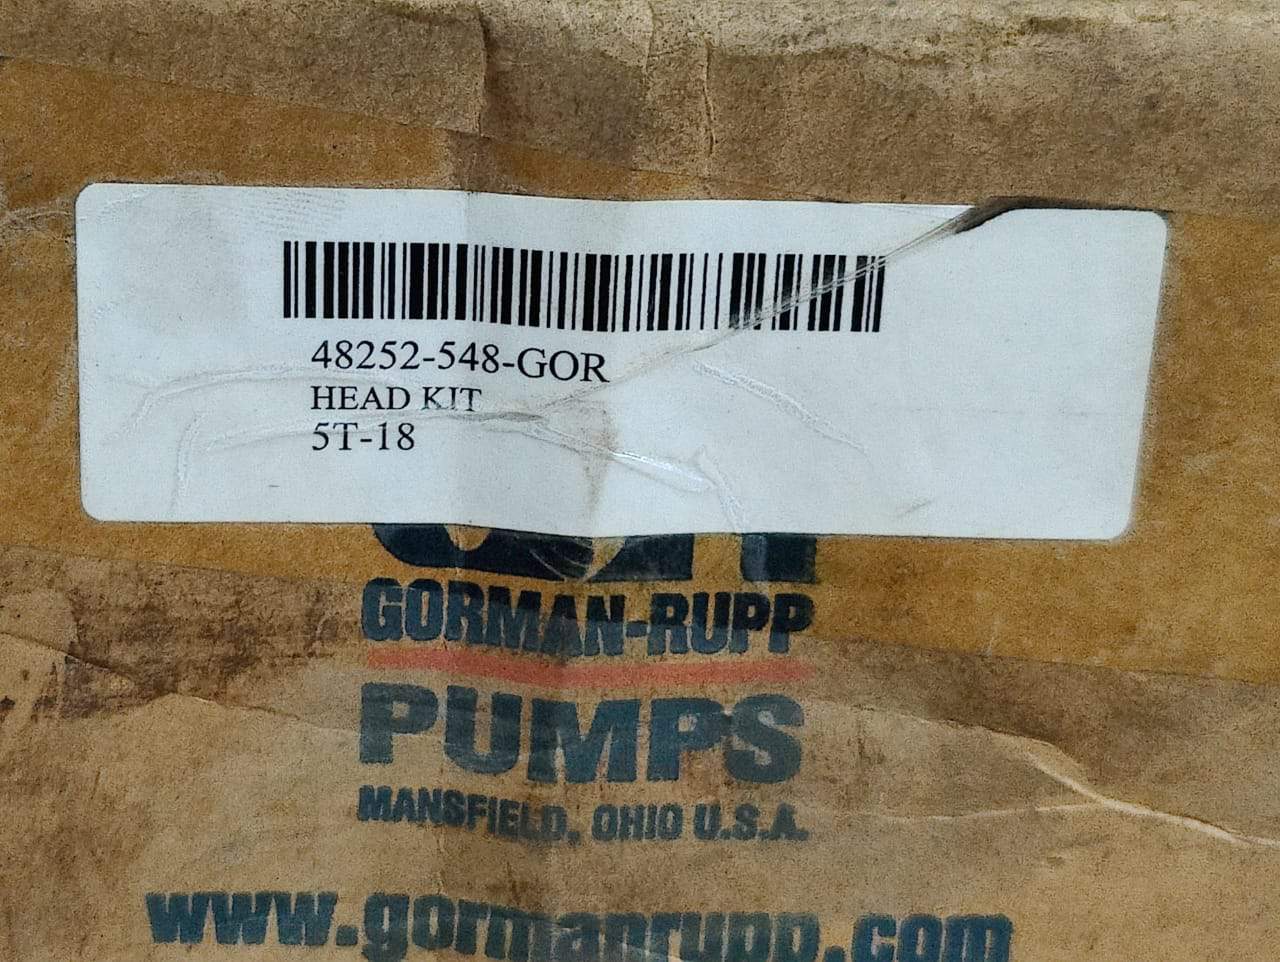 48252-548-GOR
HEAD KIT
5T-18
GORMAN-RUPP
PUMPS
MANSFIELD, OHIO U.S.A.
www.gormanrupp.com